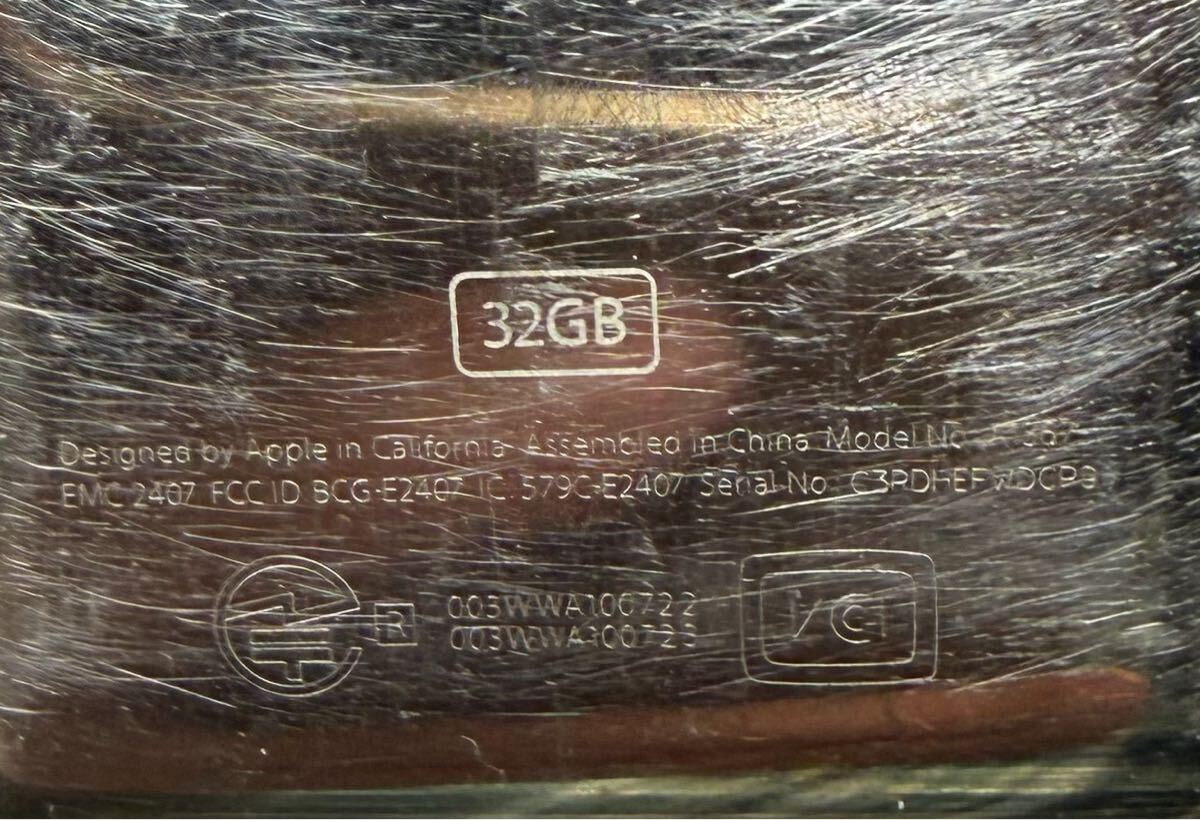 32GB
Designed by Apple in California Assembled in China Model No
EMC 2407 FCC ID BCG-E2407 IC: 579C-E2407 Serial No:
R 003WWA100722
003WWA100723